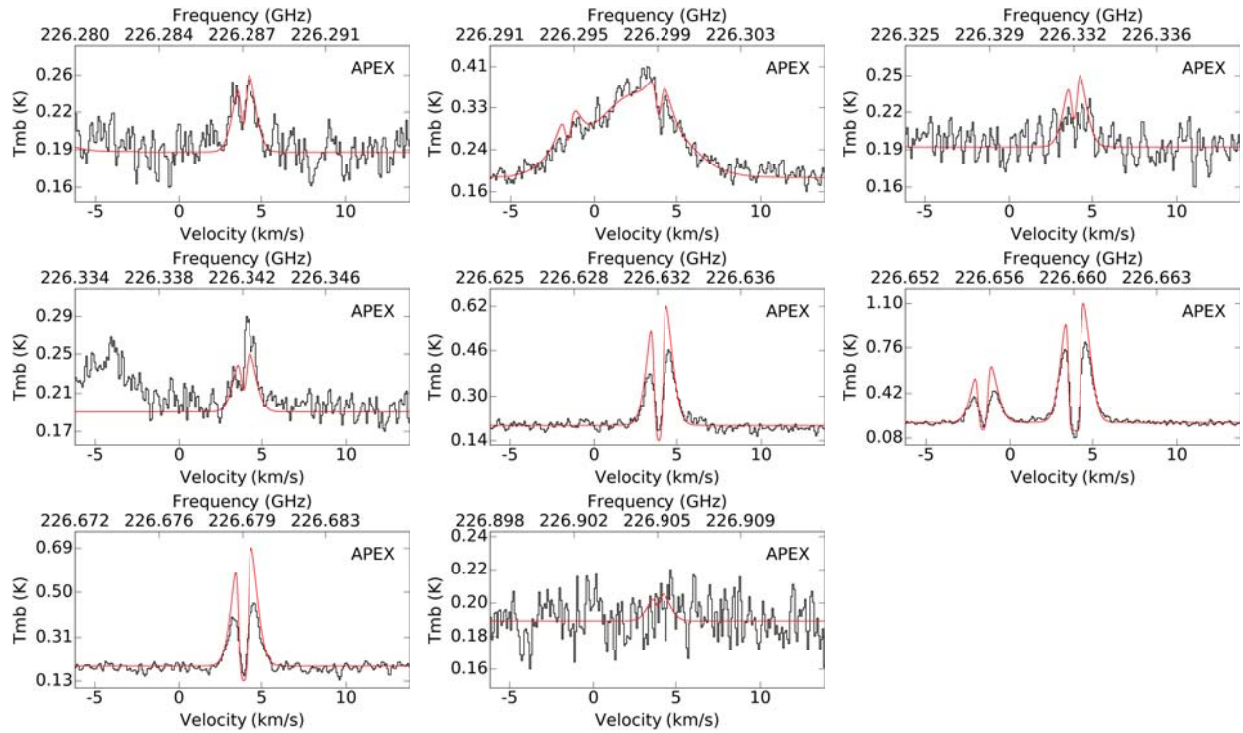 Frequency (GHz) Frequency (GHz) Frequency (GHz)
226.280 226.284 226.287 226.291 226.291 226.295 226.299 226.303 226.325 226.329 226.332 226.336
APEX APEX APEX
Tmb (K) Tmb (K) Tmb (K)
0.26 0.41 0.25
0.22 0.33 0.22
0.19 0.24 0.19
0.16 0.16 0.16
-5 0 5 10 -5 0 5 10 -5 0 5 10
Velocity (km/s) Velocity (km/s) Velocity (km/s)
Frequency (GHz) Frequency (GHz) Frequency (GHz)
226.334 226.338 226.342 226.346 226.625 226.628 226.632 226.636 226.652 226.656 226.660 226.663
APEX APEX APEX
Tmb (K) Tmb (K) Tmb (K)
0.29 0.62 1.10
0.25 0.46 0.76
0.21 0.30 0.42
0.17 0.14 0.08
-5 0 5 10 -5 0 5 10 -5 0 5 10
Velocity (km/s) Velocity (km/s) Velocity (km/s)
Frequency (GHz) Frequency (GHz)
226.672 226.676 226.679 226.683 226.898 226.902 226.905 226.909
APEX APEX
Tmb (K) Tmb (K)
0.69 0.24
0.50 0.21
0.31 0.18
0.13 0.16
-5 0 5 10 -5 0 5 10
Velocity (km/s) Velocity (km/s)